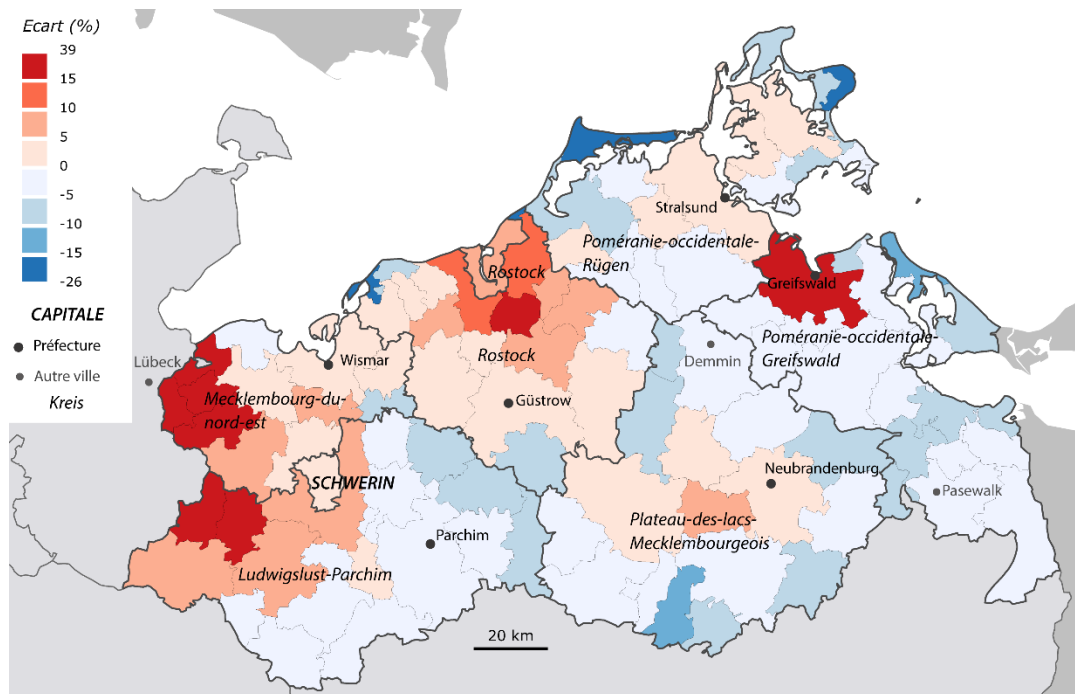 Ecart (%)
39
15
10
5
0
-5
-10
-15
-26
CAPITALE
Préfecture
Autre ville
Kreis
Stralsund
Poméranie-occidentale-
Rügen
Rostock
Greifswald
Poméranie-occidentale-
Greifswald
Lübeck
Wismar
Rostock
Demmin
Mecklembourg-du-
nord-est
Güstrow
SCHWERIN
Neubrandenburg
Pasewalk
Plateau-des-lacs-
Mecklembourgeois
Parchim
Ludwigslust-Parchim
20 km